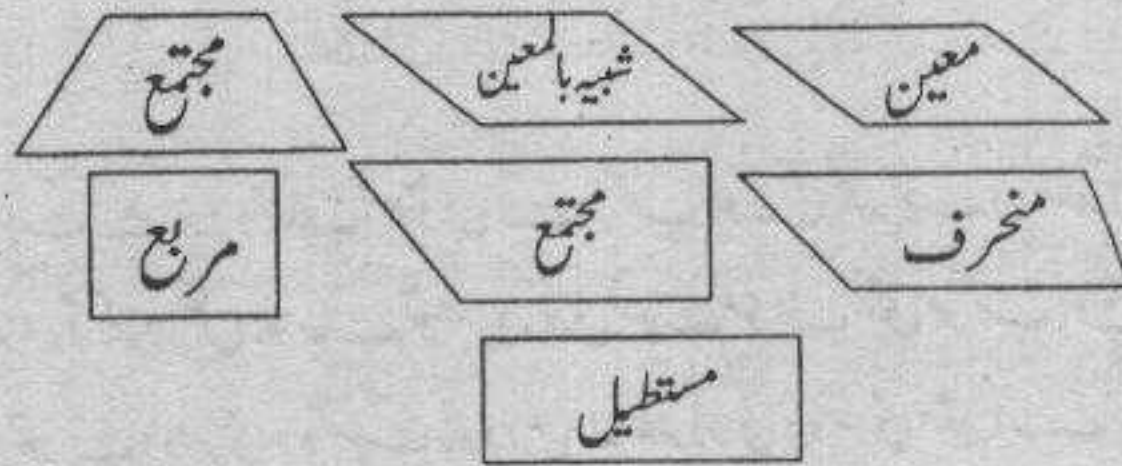 معین
شبیہ بالمعین
مجتمع
منحرف
مجتمع
مربع
مستطیل